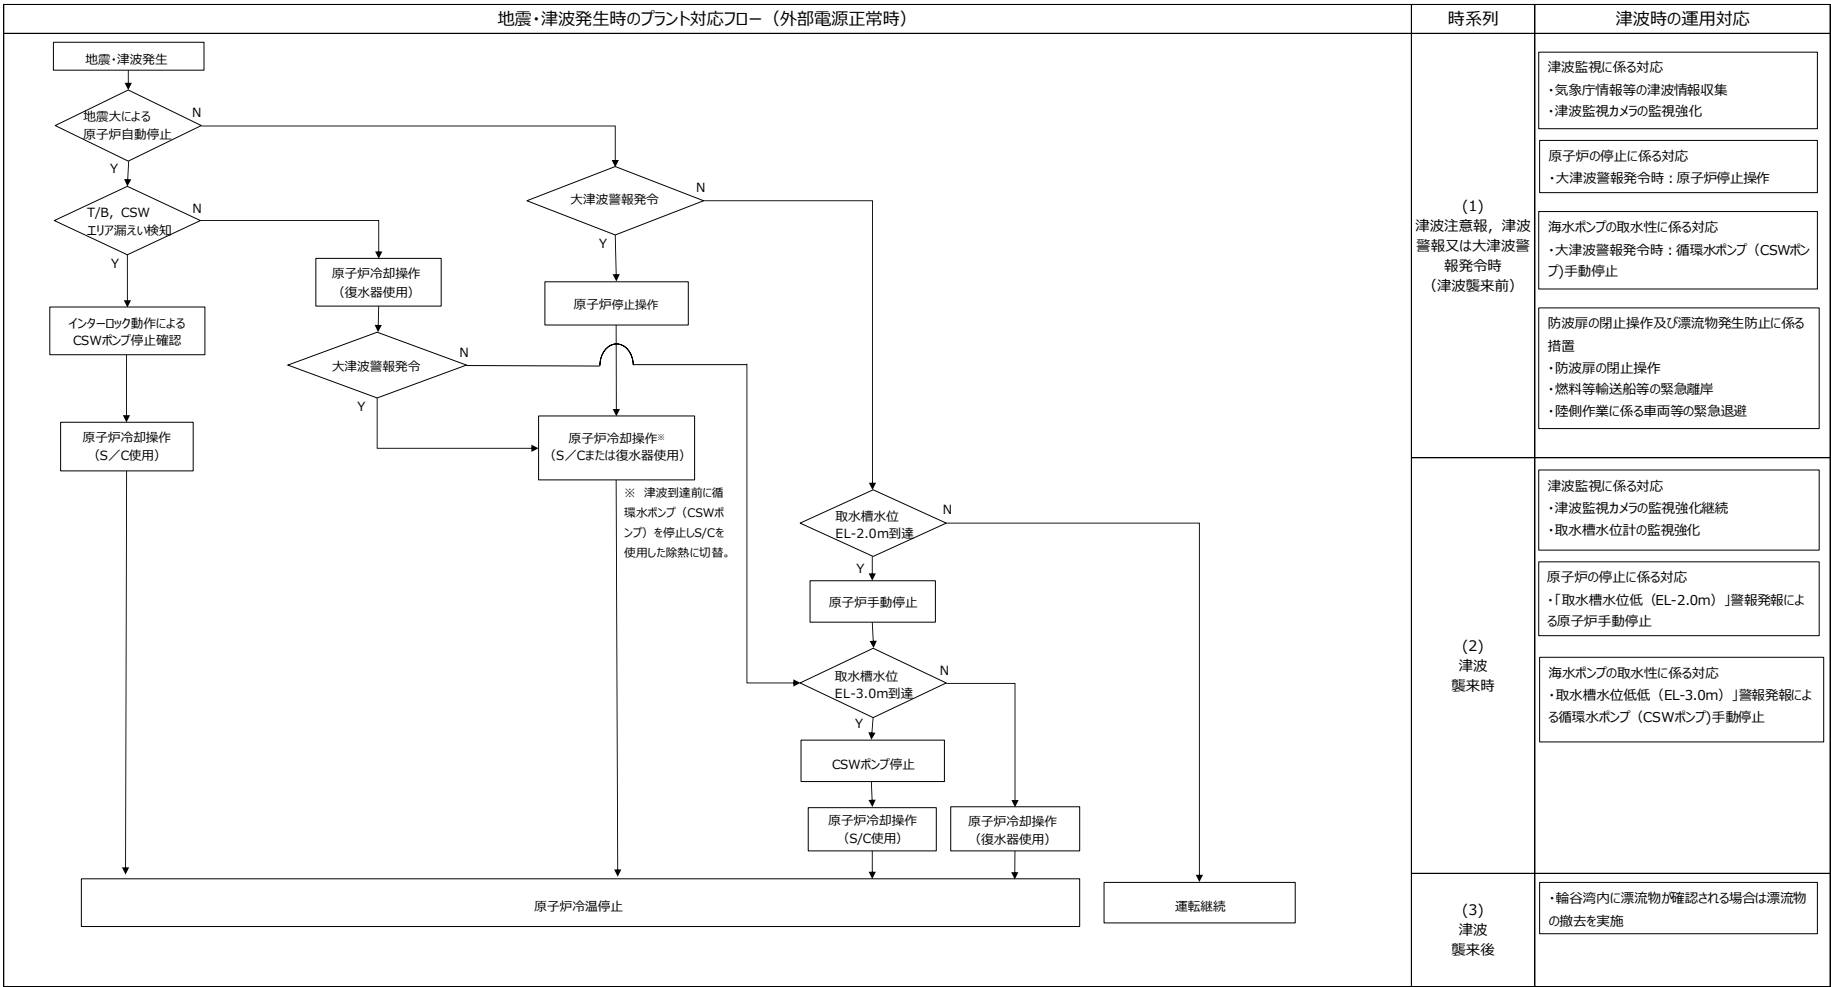 地震・津波発生時のプラント対応フロー（外部電源正常時）
時系列
津波時の運用対応
地震・津波発生
地震大による
原子炉自動停止
N
Y
T/B，CSW
エリア漏えい検知
N
Y
インターロック動作による
CSWポンプ停止確認
原子炉冷却操作
（S／C使用）
原子炉冷却操作
（復水器使用）
大津波警報発令
N
Y
大津波警報発令
N
Y
原子炉停止操作
原子炉冷却操作※
（S／Cまたは復水器使用）
※　津波到達前に循
環水ポンプ（CSWポ
ンプ）を停止しS/Cを
使用した除熱に切替。
取水槽水位
EL-2.0m到達
N
Y
原子炉手動停止
取水槽水位
EL-3.0m到達
N
Y
CSWポンプ停止
原子炉冷却操作
（S/C使用）
原子炉冷却操作
（復水器使用）
原子炉冷温停止
運転継続
（1）
津波注意報，津波
警報又は大津波警
報発令時
（津波襲来前）
津波監視に係る対応
・気象庁情報等の津波情報収集
・津波監視カメラの監視強化
原子炉の停止に係る対応
・大津波警報発令時：原子炉停止操作
海水ポンプの取水性に係る対応
・大津波警報発令時：循環水ポンプ（CSWポン
プ)手動停止
防波扉の閉止操作及び漂流物発生防止に係る
措置
・防波扉の閉止操作
・燃料等輸送船等の緊急離岸
・陸側作業に係る車両等の緊急退避
（2）
津波
襲来時
津波監視に係る対応
・津波監視カメラの監視強化継続
・取水槽水位計の監視強化
原子炉の停止に係る対応
・「取水槽水位低（EL-2.0m）」警報発報によ
る原子炉手動停止
海水ポンプの取水性に係る対応
・取水槽水位低低（EL-3.0m）」警報発報によ
る循環水ポンプ（CSWポンプ)手動停止
（3）
津波
襲来後
・輪谷湾内に漂流物が確認される場合は漂流物
の撤去を実施